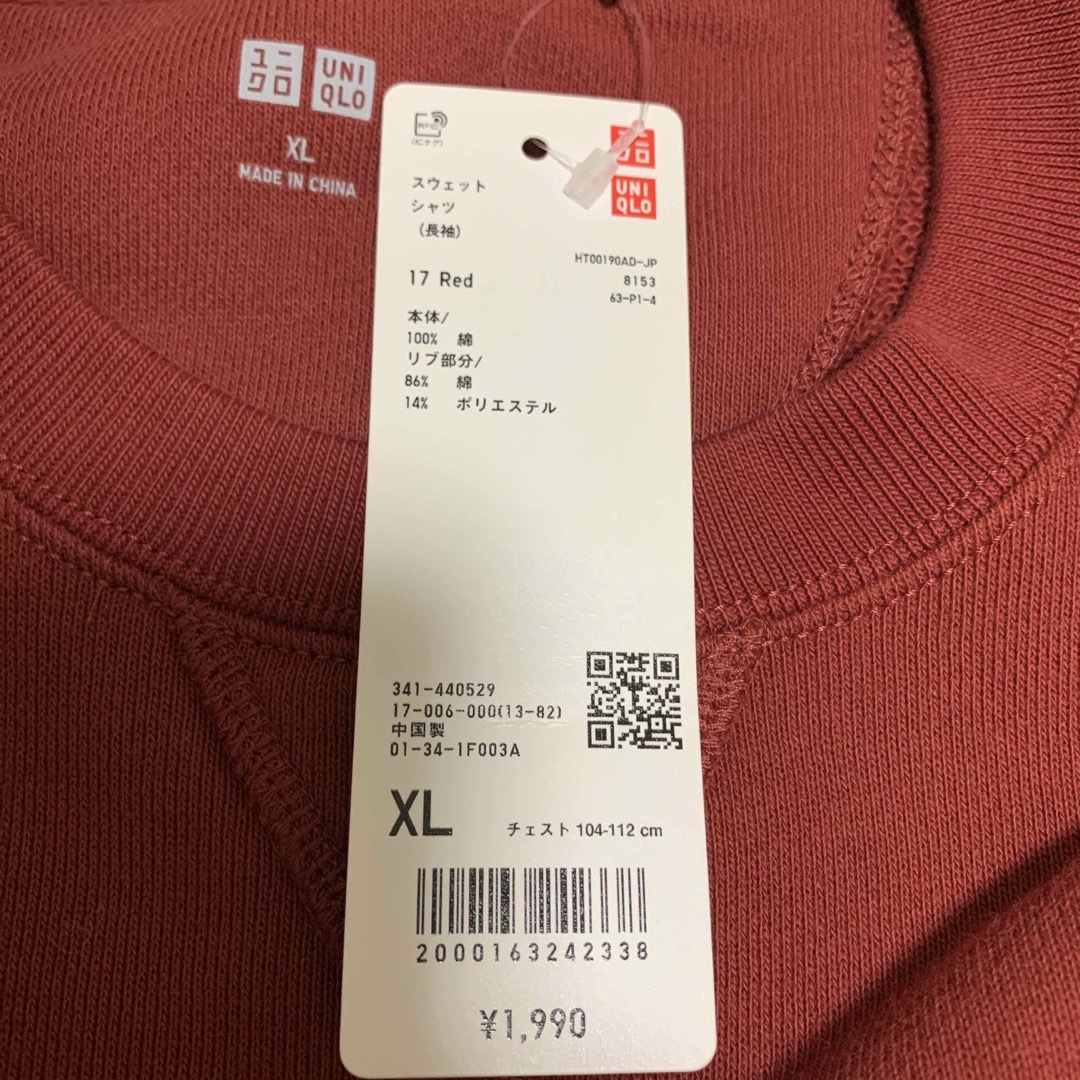 ユニクロ
UNIQLO
XL
MADE IN CHINA
RFID
(ICタグ)
ユニクロ
UNIQLO
スウェット
シャツ
(長袖)
HT00190AD-JP
17 Red
8153
63-P1-4
本体/
100% 綿
リブ部分/
86% 綿
14% ポリエステル
341-440529
17-006-000(13-82)
中国製
01-34-1F003A
XL
チェスト 104-112 cm
2000163242338
¥1,990